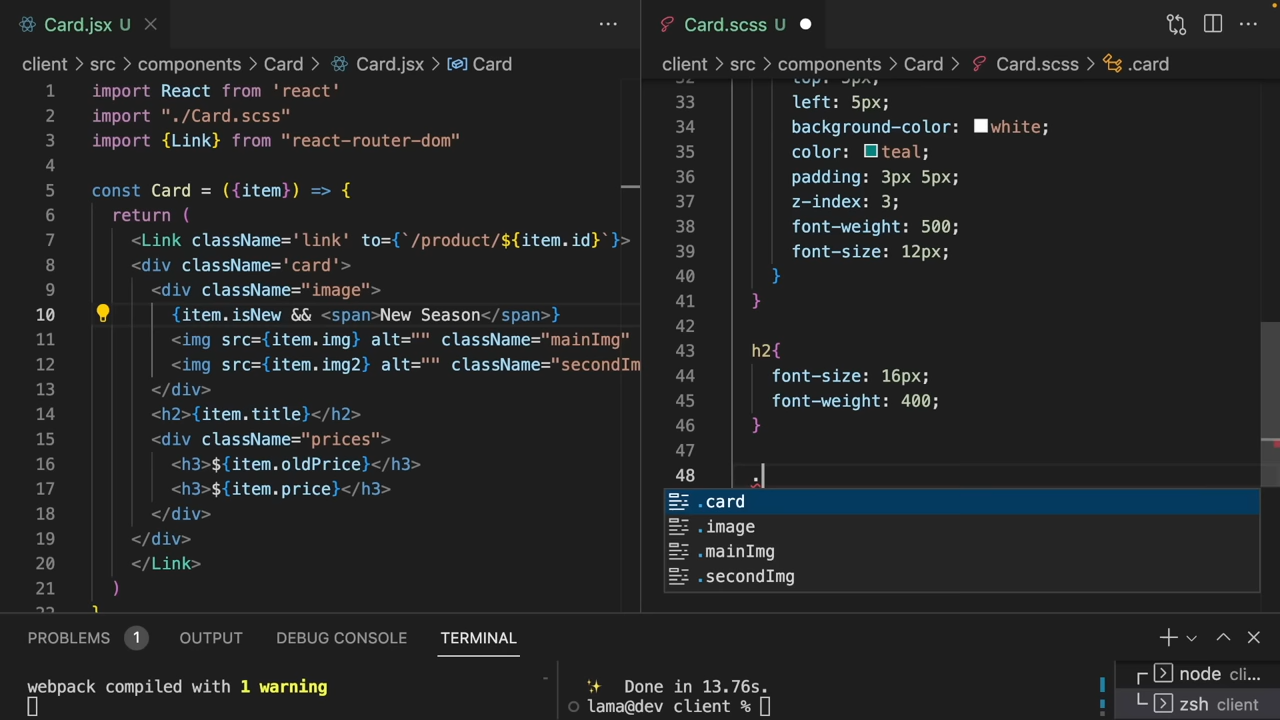 Card.jsx U
client > src > components > Card > Card.jsx > Card
1 import React from 'react'
2 import "./Card.scss"
3 import {Link} from "react-router-dom"
4
5 const Card = ({item}) => {
6 return (
7 <Link className='link' to={`/product/${item.id}`}>
8 <div className='card'>
9 <div className="image">
10 {item.isNew && <span>New Season</span>}
11 <img src={item.img} alt="" className="mainImg"
12 <img src={item.img2} alt="" className="secondIm
13 </div>
14 <h2>{item.title}</h2>
15 <div className="prices">
16 <h3>${item.oldPrice}</h3>
17 <h3>${item.price}</h3>
18 </div>
19 </div>
20 </Link>
21 )
22 }
Card.scss U
client > src > components > Card > Card.scss > .card
32 top: 5px;
33 left: 5px;
34 background-color: white;
35 color: teal;
36 padding: 3px 5px;
37 z-index: 3;
38 font-weight: 500;
39 font-size: 12px;
40 }
41 }
42
43 h2{
44 font-size: 16px;
45 font-weight: 400;
46 }
47
48 .
.card
.image
.mainImg
.secondImg
PROBLEMS 1 OUTPUT DEBUG CONSOLE TERMINAL
webpack compiled with 1 warning
✨ Done in 13.76s.
lama@dev client %
node cli...
zsh client